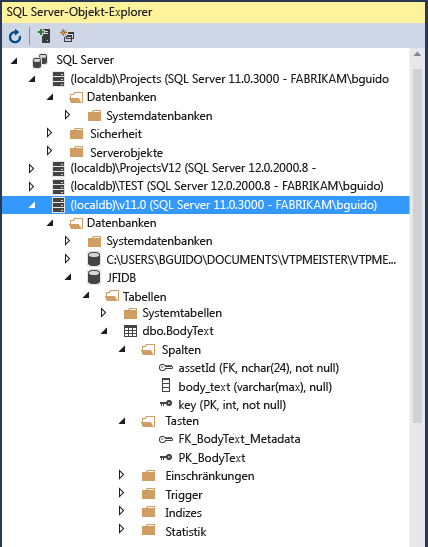 SQL Server-Objekt-Explorer
SQL Server
(localdb)\Projects (SQL Server 11.0.3000 - FABRIKAM\bguido
Datenbanken
Systemdatenbanken
Sicherheit
Serverobjekte
(localdb)\ProjectsV12 (SQL Server 12.0.2000.8 -
(localdb)\TEST (SQL Server 12.0.2000.8 - FABRIKAM\bguido)
(localdb)\v11.0 (SQL Server 11.0.3000 - FABRIKAM\bguido)
Datenbanken
Systemdatenbanken
C:\USERS\BGUIDO\DOCUMENTS\VTPMEISTER\VTPME...
JFIDB
Tabellen
Systemtabellen
dbo.BodyText
Spalten
assetId (FK, nchar(24), not null)
body_text (varchar(max), null)
key (PK, int, not null)
Tasten
FK_BodyText_Metadata
PK_BodyText
Einschränkungen
Trigger
Indizes
Statistik